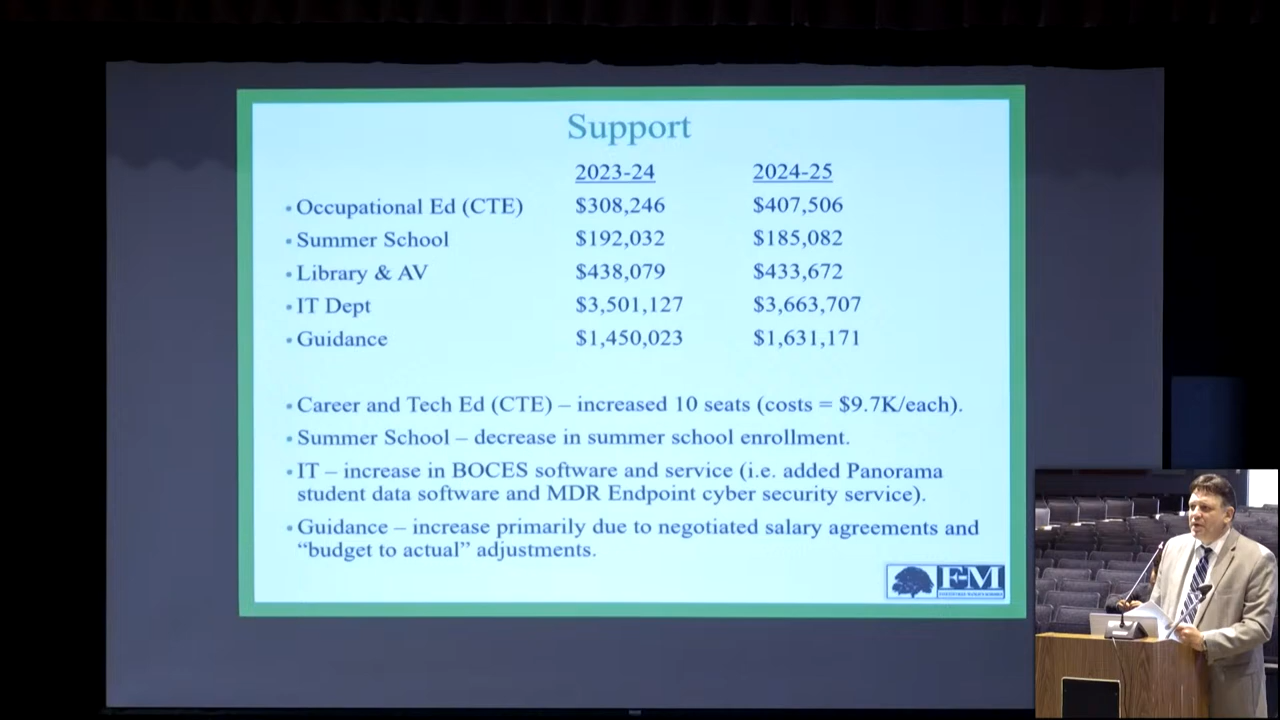 Support
2023-24 2024-25
• Occupational Ed (CTE) $308,246 $407,506
• Summer School $192,032 $185,082
• Library & AV $438,079 $433,672
• IT Dept $3,501,127 $3,663,707
• Guidance $1,450,023 $1,631,171
• Career and Tech Ed (CTE) – increased 10 seats (costs = $9.7K/each).
• Summer School – decrease in summer school enrollment.
• IT – increase in BOCES software and service (i.e. added Panorama
student data software and MDR Endpoint cyber security service).
• Guidance – increase primarily due to negotiated salary agreements and
“budget to actual” adjustments.
F-M